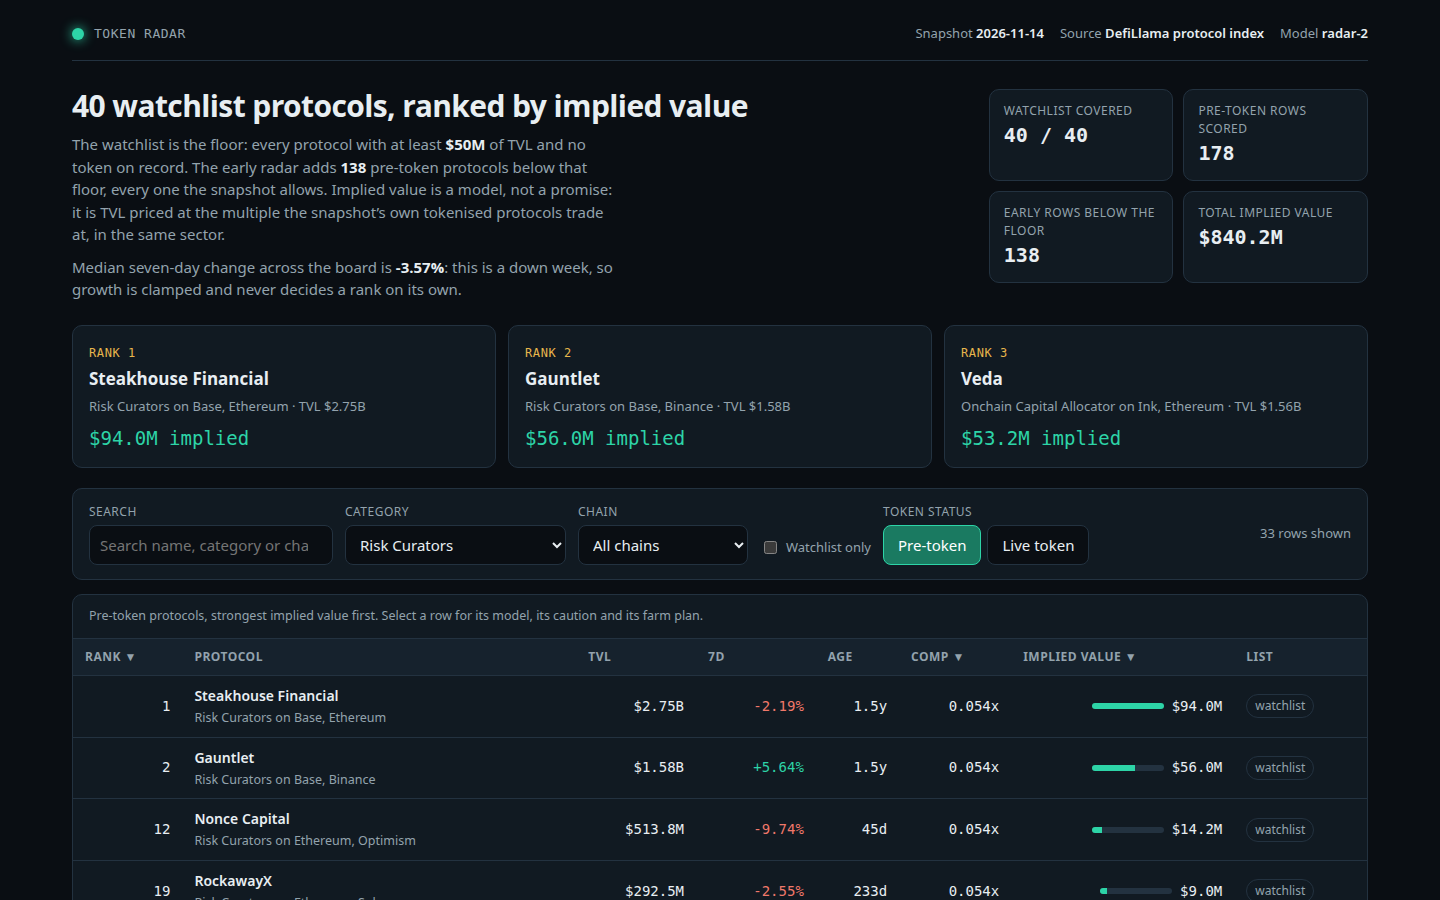 TOKEN RADAR
Snapshot 2026-11-14 Source DefiLlama protocol index Model radar-2
40 watchlist protocols, ranked by implied value
The watchlist is the floor: every protocol with at least $50M of TVL and no
token on record. The early radar adds 138 pre-token protocols below that
floor, every one the snapshot allows. Implied value is a model, not a promise:
it is TVL priced at the multiple the snapshot's own tokenised protocols trade
at, in the same sector.
Median seven-day change across the board is -3.57%: this is a down week, so
growth is clamped and never decides a rank on its own.
WATCHLIST COVERED
40 / 40
PRE-TOKEN ROWS
SCORED
178
EARLY ROWS BELOW THE
FLOOR
138
TOTAL IMPLIED VALUE
$840.2M
RANK 1
Steakhouse Financial
Risk Curators on Base, Ethereum · TVL $2.75B
$94.0M implied
RANK 2
Gauntlet
Risk Curators on Base, Binance · TVL $1.58B
$56.0M implied
RANK 3
Veda
Onchain Capital Allocator on Ink, Ethereum · TVL $1.56B
$53.2M implied
SEARCH
Search name, category or cha
CATEGORY
Risk Curators
CHAIN
All chains
Watchlist only
TOKEN STATUS
Pre-token Live token
33 rows shown
Pre-token protocols, strongest implied value first. Select a row for its model, its caution and its farm plan.
RANK ▼ PROTOCOL TVL 7D AGE COMP ▼ IMPLIED VALUE ▼ LIST
1 Steakhouse Financial $2.75B -2.19% 1.5y 0.054x $94.0M watchlist
Risk Curators on Base, Ethereum
2 Gauntlet $1.58B +5.64% 1.5y 0.054x $56.0M watchlist
Risk Curators on Base, Binance
12 Nonce Capital $513.8M -9.74% 45d 0.054x $14.2M watchlist
Risk Curators on Ethereum, Optimism
19 RockawayX $292.5M -2.55% 233d 0.054x $9.0M watchlist